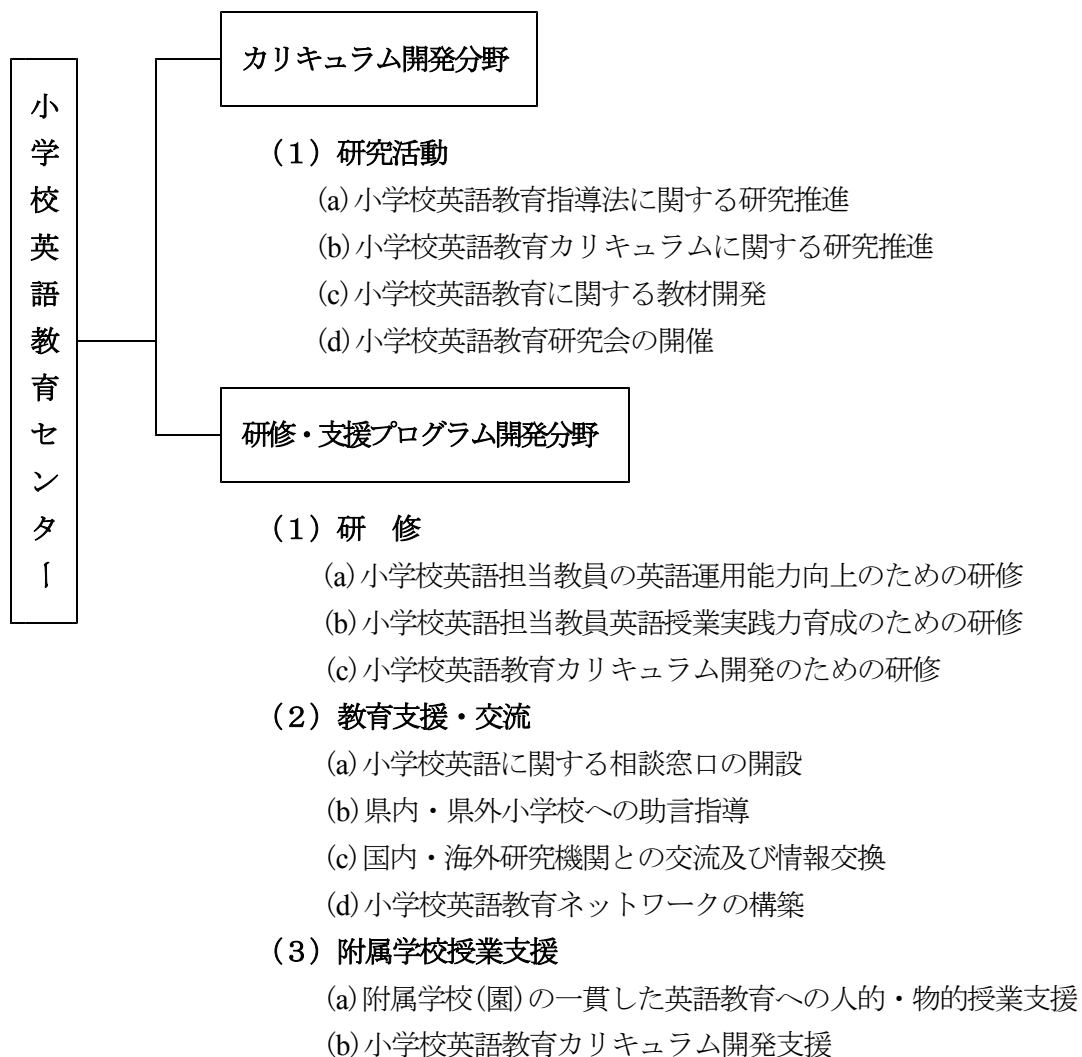 小学校英語教育センター
カリキュラム開発分野
（１）研究活動
(a)小学校英語教育指導法に関する研究推進
(b)小学校英語教育カリキュラムに関する研究推進
(c)小学校英語教育に関する教材開発
(d)小学校英語教育研究会の開催
研修・支援プログラム開発分野
（１）研　修
(a)小学校英語担当教員の英語運用能力向上のための研修
(b)小学校英語担当教員英語授業実践力育成のための研修
(c)小学校英語教育カリキュラム開発のための研修
（２）教育支援・交流
(a)小学校英語に関する相談窓口の開設
(b)県内・県外小学校への助言指導
(c)国内・海外研究機関との交流及び情報交換
(d)小学校英語教育ネットワークの構築
（３）附属学校授業支援
(a)附属学校(園)の一貫した英語教育への人的・物的授業支援
(b)小学校英語教育カリキュラム開発支援